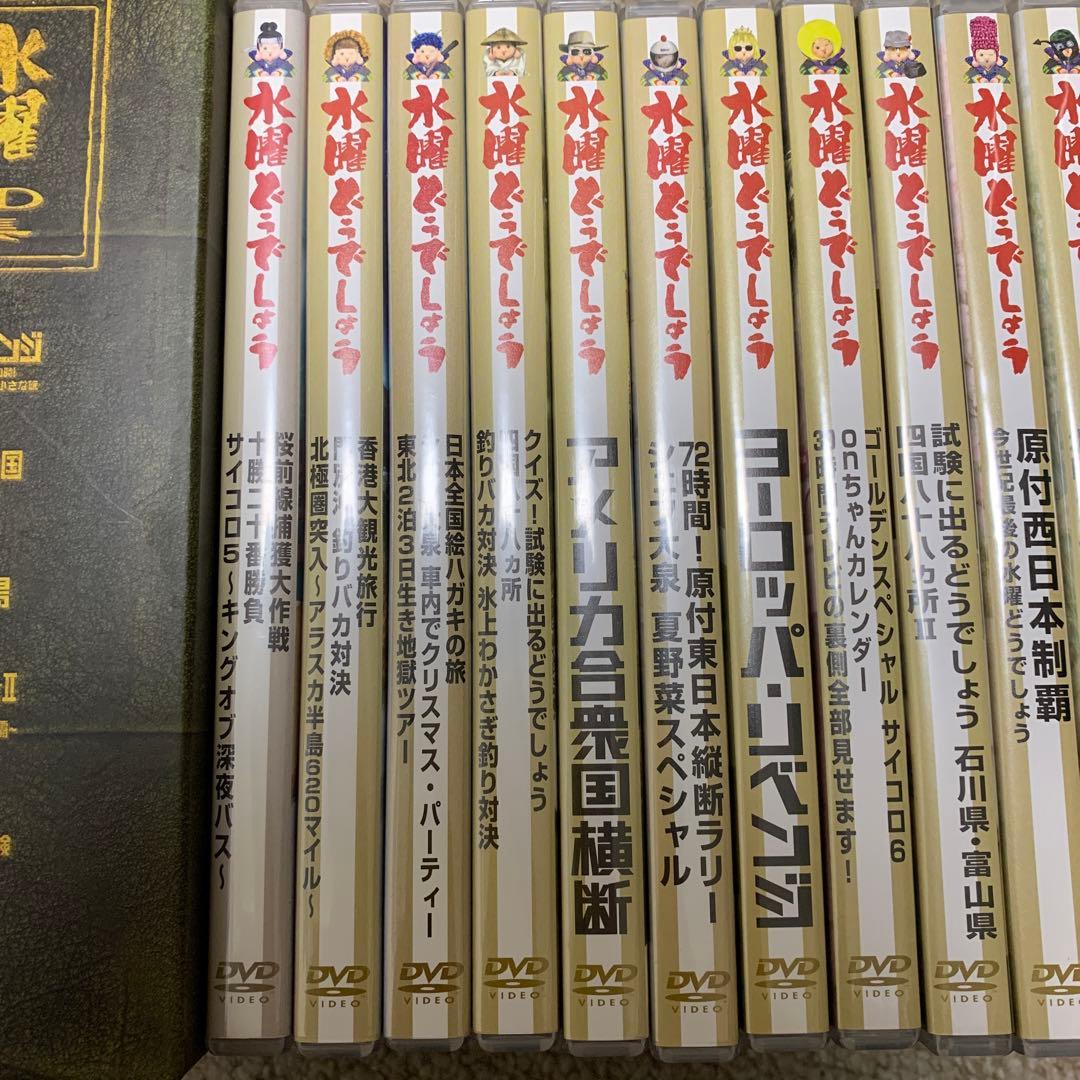 水曜
ンジ
国
II
水曜どうでしょう
桜前線捕獲大作戦
十勝二十番勝負
サイコロ5～キングオブ深夜バス～
DVD
VIDEO
水曜どうでしょう
香港大観光旅行
門別沖 釣りバカ対決
北極圏突入～アラスカ半島620マイル～
DVD
VIDEO
水曜どうでしょう
日本全国絵ハガキの旅
泉 車内でクリスマス・パーティー
東北2泊3日生き地獄ツアー
DVD
VIDEO
水曜どうでしょう
クイズ!試験に出るどうでしょう
四国八十八ヵ所
釣りバカ対決 氷上わかさぎ釣り対決
DVD
VIDEO
水曜どうでしょう
アメリカ合衆国横断
DVD
VIDEO
水曜どうでしょう
72時間!原付東日本縦断ラリー
シェフ大泉 夏野菜スペシャル
DVD
VIDEO
水曜どうでしょう
ヨーロッパ・リベンジ
DVD
VIDEO
水曜どうでしょう
ゴールデンスペシャル サイコロ6
onちゃんカレンダー
30時間テレビの裏側全部見せます!
DVD
VIDEO
水曜どうでしょう
試験に出るどうでしょう 石川県・富山県
四国八十八ヵ所II
DVD
VIDEO
水曜どうでしょう
原付西日本制覇
今世紀最後の水曜どうでしょう
DVD
VIDEO